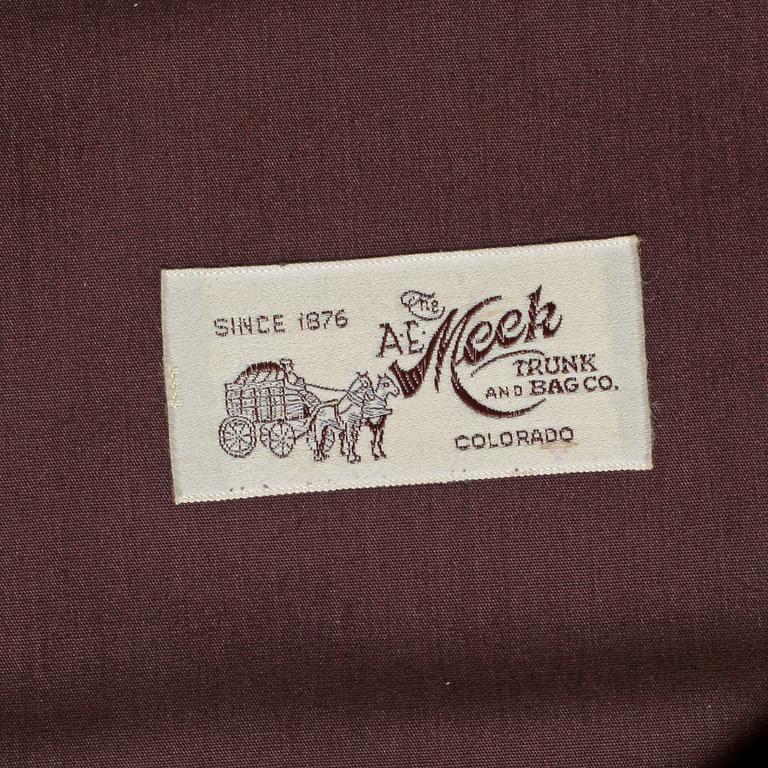 SINCE 1876
The
A.E. Meek
TRUNK
AND BAG CO.
COLORADO